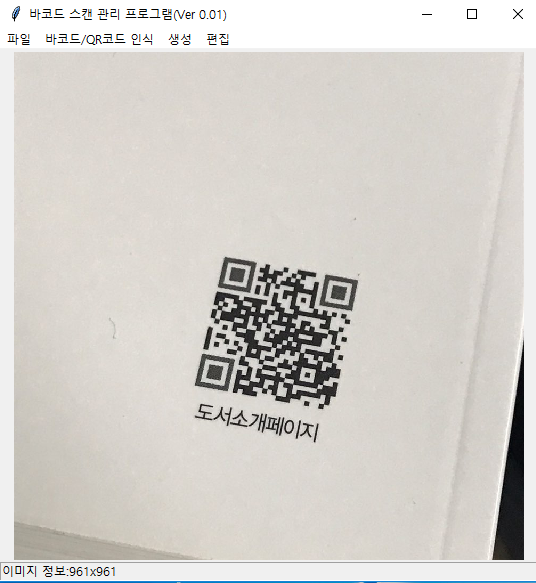 바코드 스캔 관리 프로그램(Ver 0.01)
파일 바코드/QR코드 인식 생성 편집
도서소개페이지
이미지 정보:961x961